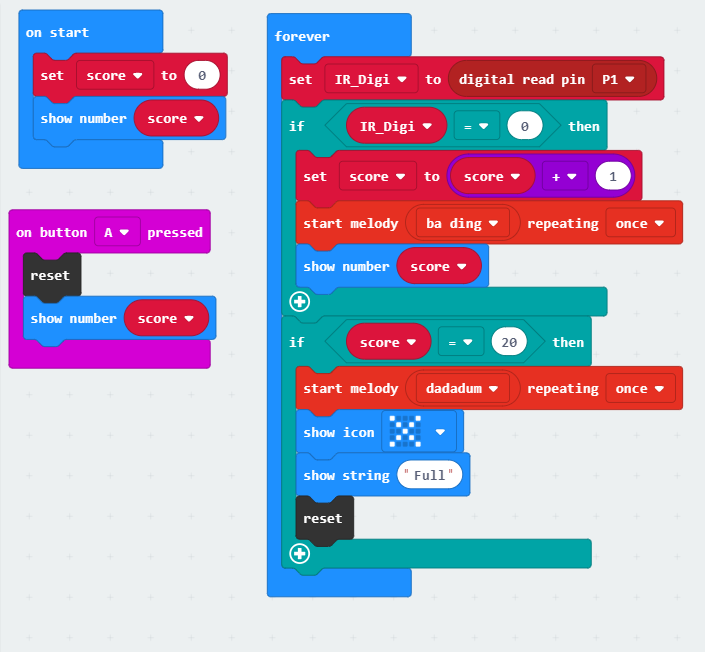 on start
set score to 0
show number score
on button A pressed
reset
show number score
forever
set IR_Digi to digital read pin P1
if IR_Digi = 0 then
set score to score + 1
start melody ba ding repeating once
show number score
if score = 20 then
start melody dadadum repeating once
show icon
show string "Full"
reset